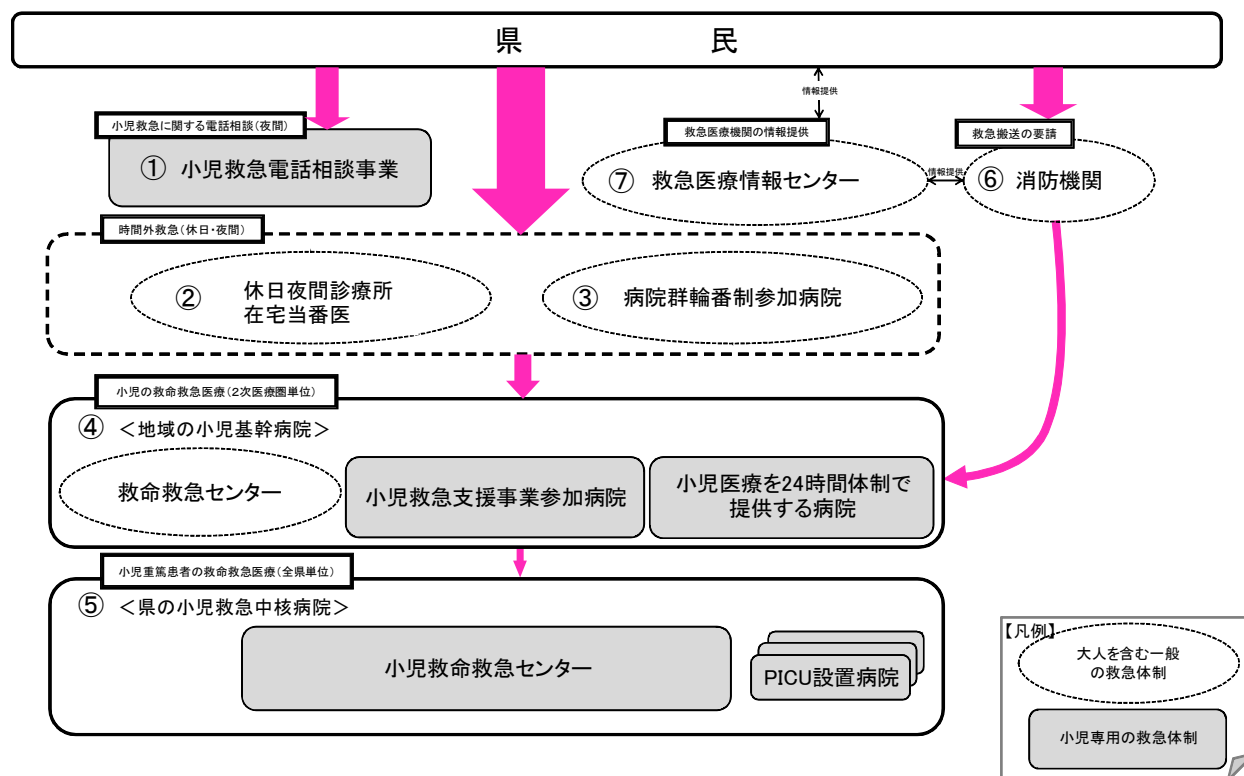 県 民
情報提供
小児救急に関する電話相談(夜間)
① 小児救急電話相談事業
救急医療機関の情報提供
⑦ 救急医療情報センター
情報提供
救急搬送の要請
⑥ 消防機関
時間外救急(休日・夜間)
② 休日夜間診療所
在宅当番医
③ 病院群輪番制参加病院
小児の救命救急医療(2次医療圏単位)
④ <地域の小児基幹病院>
救命救急センター
小児救急支援事業参加病院
小児医療を24時間体制で
提供する病院
小児重篤患者の救命救急医療(全県単位)
⑤ <県の小児救急中核病院>
小児救命救急センター
PICU設置病院
【凡例】
大人を含む一般
の救急体制
小児専用の救急体制